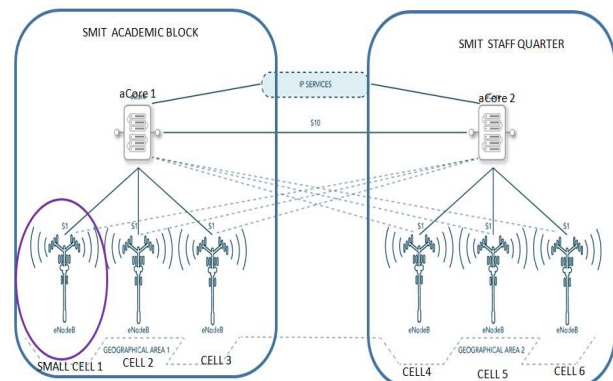 SMIT ACADEMIC BLOCK
SMIT STAFF QUARTER
IP SERVICES
aCore 1
aCore 2
S10
S1
S1
S1
S1
S1
S1
eNodeB
eNodeB
eNodeB
eNodeB
eNodeB
eNodeB
GEOGRAPHICAL AREA 1
GEOGRAPHICAL AREA 2
SMALL CELL 1
CELL 2
CELL 3
CELL4
CELL 5
CELL 6